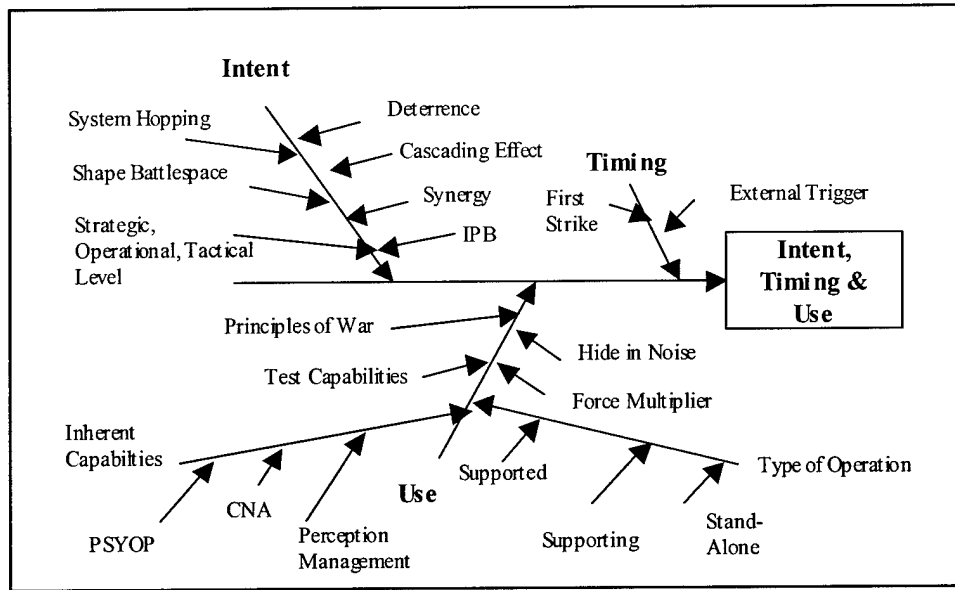 Intent
System Hopping
Deterrence
Cascading Effect
Shape Battlespace
Synergy
Strategic,
Operational, Tactical
Level
IPB
Timing
First
Strike
External Trigger
Intent,
Timing &
Use
Principles of War
Hide in Noise
Test Capabilities
Force Multiplier
Inherent
Capabilties
PSYOP
CNA
Perception
Management
Use
Supported
Type of Operation
Supporting
Stand-
Alone